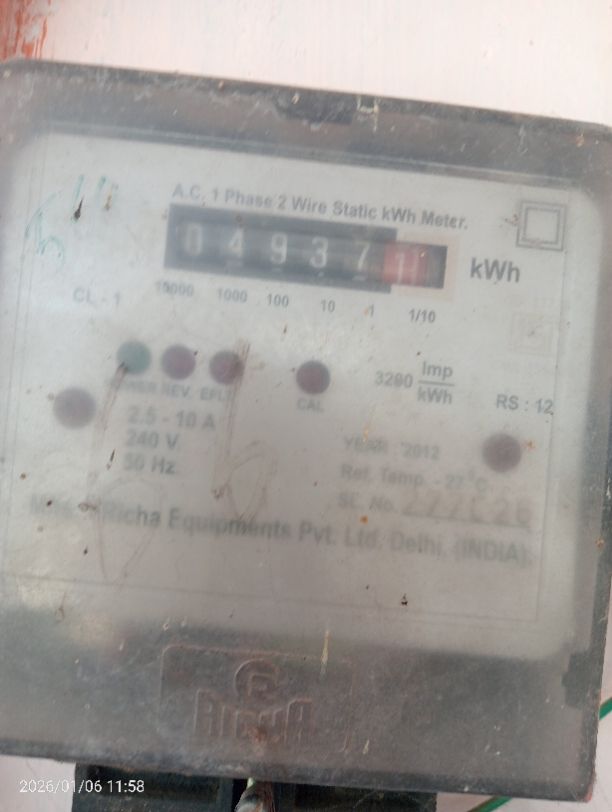 A.C. 1 Phase 2 Wire Static kWh Meter.
0 4 9 3 7 1 kWh
CL - 1
10000 1000 100 10 1 1/10
REV. EFL
CAL
3200 Imp/kWh
RS : 12
2.5 - 10 A
240 V
50 Hz
YEAR : 2012
Ref. Temp. - 27°C
SL. No.
Richa Equipments Pvt. Ltd. Delhi, (INDIA).
RICHA
2026/01/06 11:58